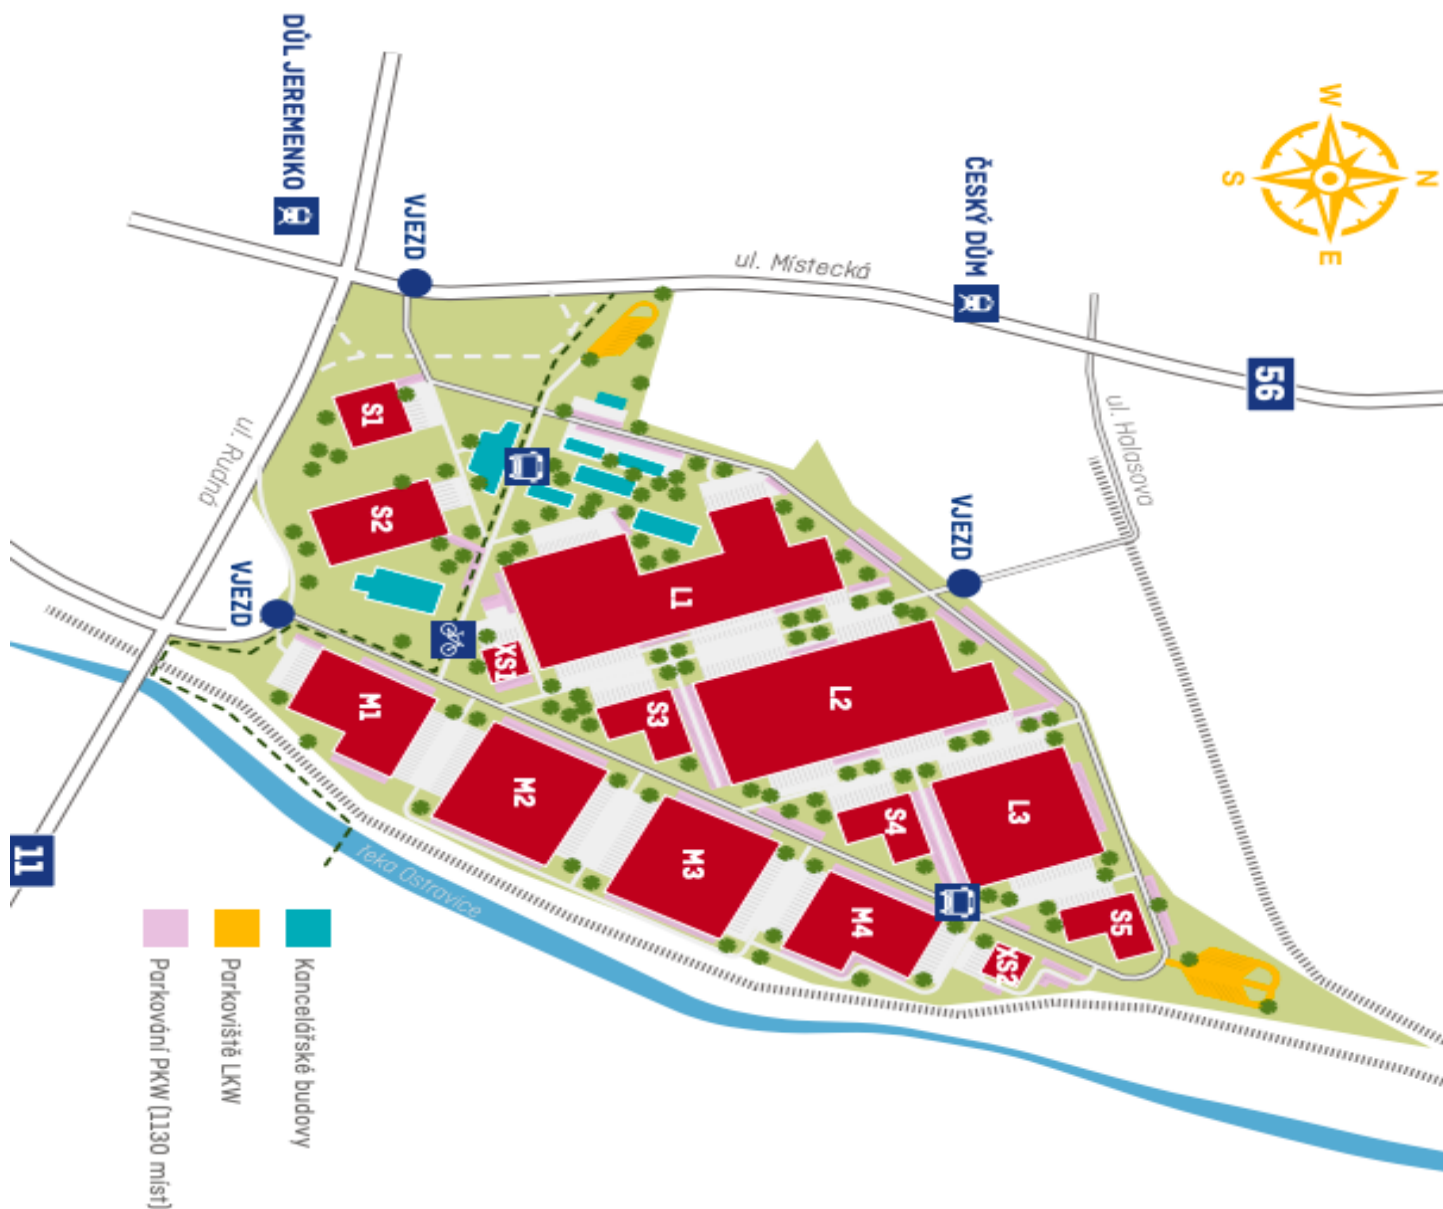 DŮL JEREMENKO
VJEZD
ul. Místecká
ČESKÝ DŮM
W
N
S
E
56
ul. Halasova
VJEZD
ul. Rudná
VJEZD
S1
S2
L1
XS1
L2
S3
M1
M2
M3
S4
L3
M4
S5
XS2
11
řeka Ostravice
Kancelářské budovy
Parkoviště LKW
Parkování PKW (1130 míst)